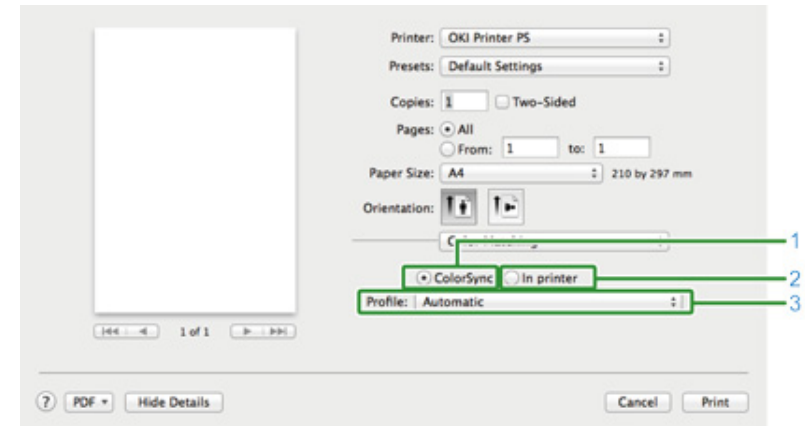 Printer: OKI Printer PS
Presets: Default Settings
Copies: 1 Two-Sided
Pages: All
From: 1 to: 1
Paper Size: A4 210 by 297 mm
Orientation:
1
ColorSync In printer 2
Profile: Automatic 3
1 of 1
? PDF Hide Details Cancel Print